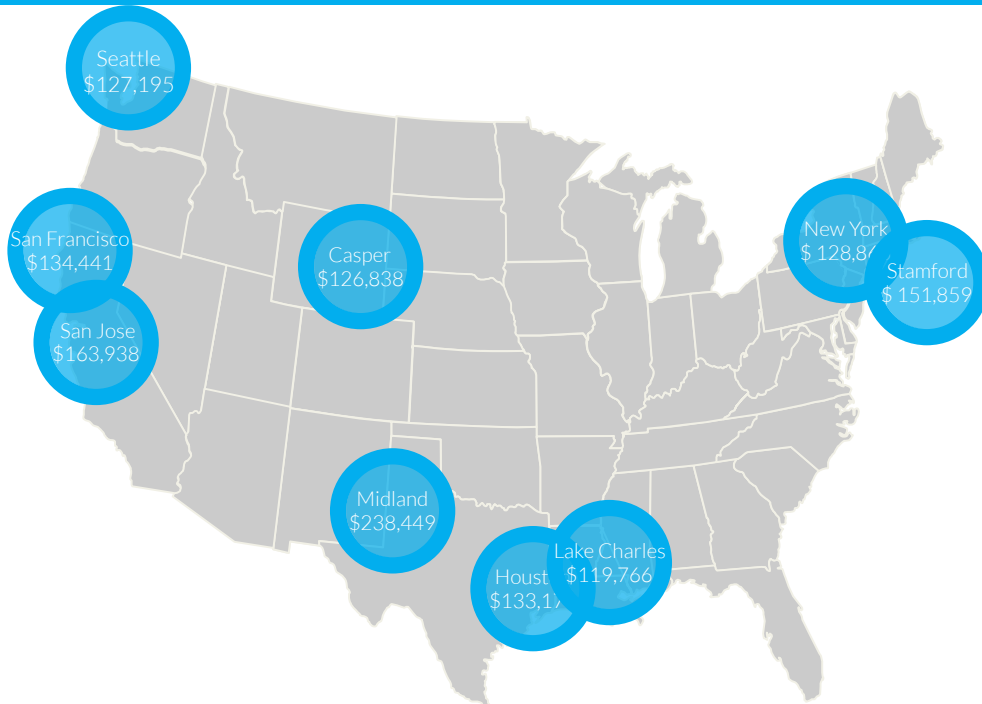 Seattle
$127,195
San Francisco
$134,441
San Jose
$163,938
Casper
$126,838
New York
Stamford
$ 151,859
Midland
$238,449
Lake Charles
$119,766